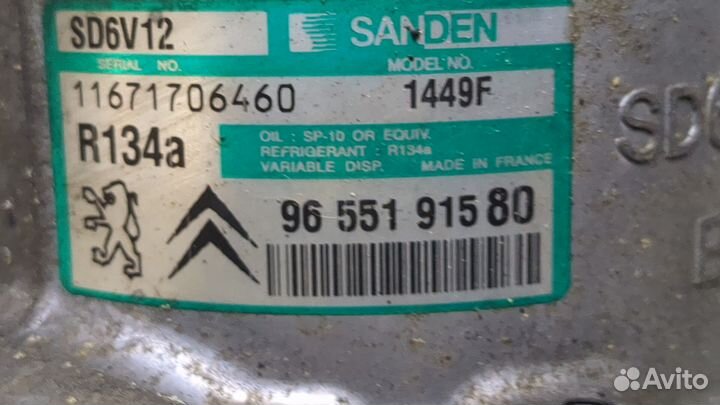 SD6V12
SANDEN
SERIAL NO.
MODEL NO.
11671706460
1449F
R134a
OIL : SP-10 OR EQUIV.
REFRIGERANT : R134a
VARIABLE DISP. MADE IN FRANCE
96 551 915 80
SD6
Avito